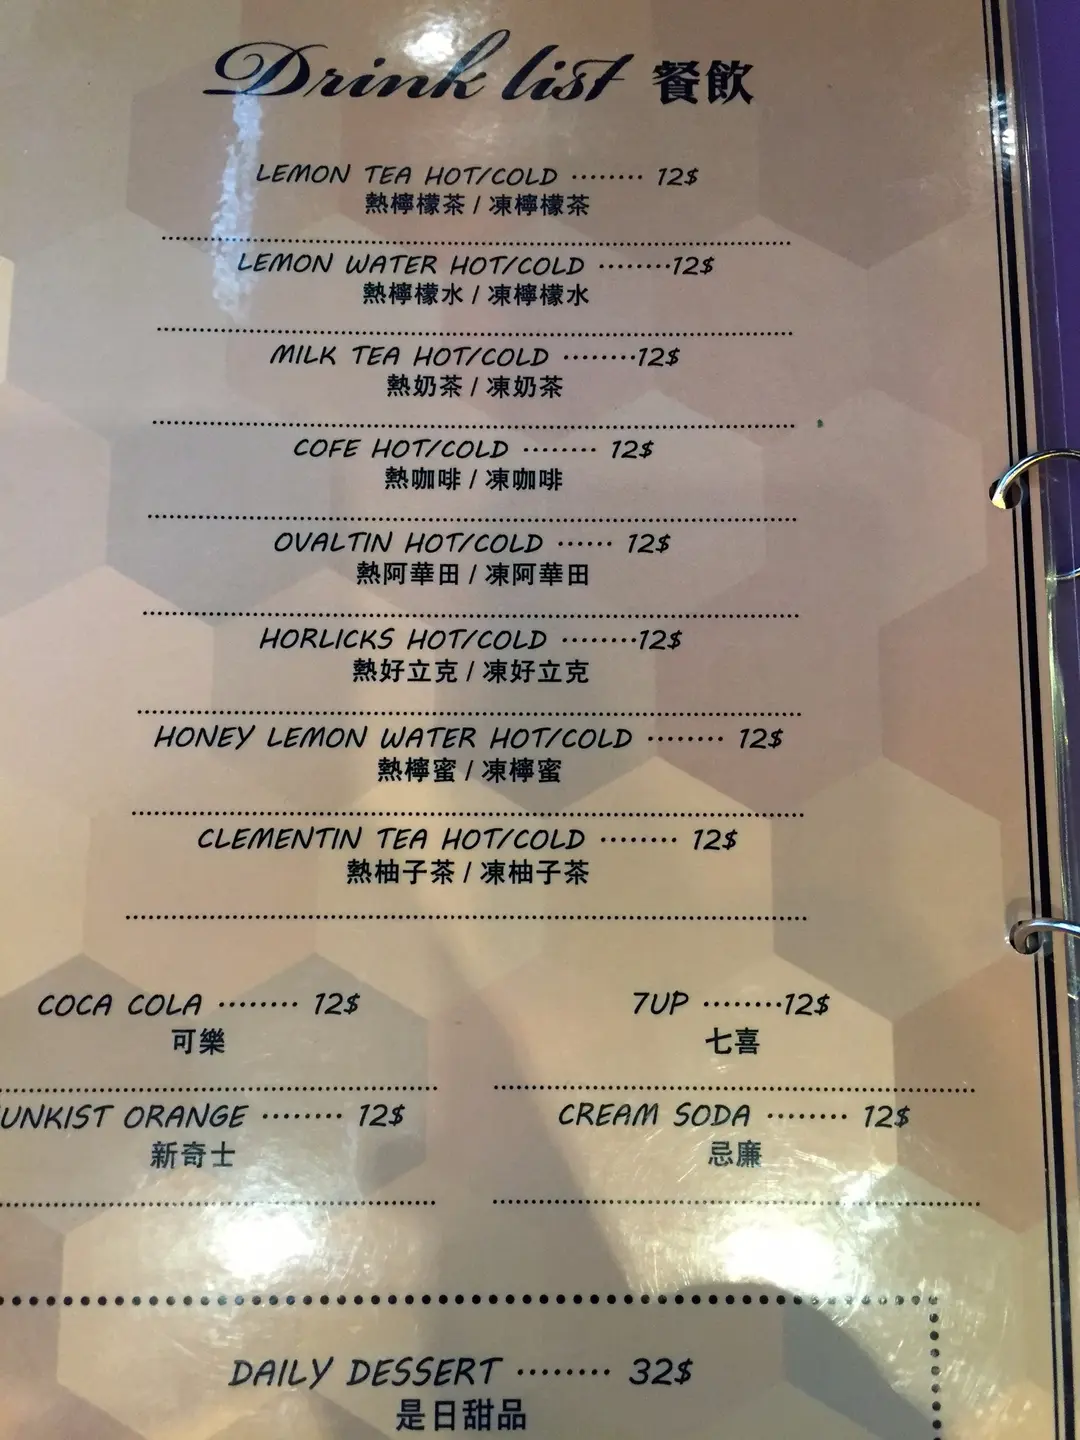 Drink list 餐飲
LEMON TEA HOT/COLD ········ 12$
熱檸檬茶 / 凍檸檬茶
LEMON WATER HOT/COLD ········12$
熱檸檬水 / 凍檸檬水
MILK TEA HOT/COLD ········12$
熱奶茶 / 凍奶茶
COFE HOT/COLD ········ 12$
熱咖啡 / 凍咖啡
OVALTIN HOT/COLD ······ 12$
熱阿華田 / 凍阿華田
HORLICKS HOT/COLD ········12$
熱好立克 / 凍好立克
HONEY LEMON WATER HOT/COLD ········ 12$
熱檸蜜 / 凍檸蜜
CLEMENTIN TEA HOT/COLD ········ 12$
熱柚子茶 / 凍柚子茶
COCA COLA ········ 12$
可樂
7UP ········12$
七喜
UNKIST ORANGE ········ 12$
新奇士
CREAM SODA ········ 12$
忌廉
DAILY DESSERT ········ 32$
是日甜品